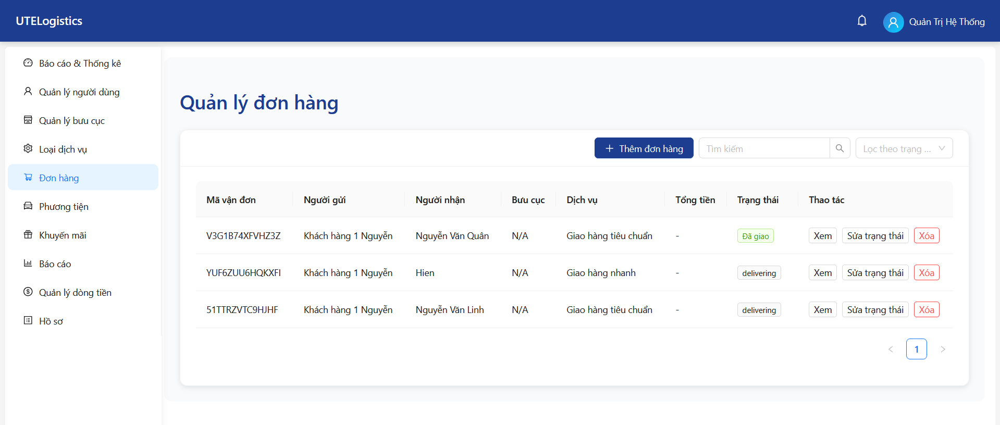 UTELogistics
Quản Trị Hệ Thống
Báo cáo & Thống kê
Quản lý người dùng
Quản lý bưu cục
Loại dịch vụ
Đơn hàng
Phương tiện
Khuyến mãi
Báo cáo
Quản lý dòng tiền
Hồ sơ
Quản lý đơn hàng
Thêm đơn hàng Tìm kiếm Lọc theo trạng ...
Mã vận đơn Người gửi Người nhận Bưu cục Dịch vụ Tổng tiền Trạng thái Thao tác
V3G1B74XFVHZ3Z Khách hàng 1 Nguyễn Nguyễn Văn Quân N/A Giao hàng tiêu chuẩn - Đã giao Xem Sửa trạng thái Xóa
YUF6ZUU6HQKXFI Khách hàng 1 Nguyễn Hien N/A Giao hàng nhanh - delivering Xem Sửa trạng thái Xóa
51TTRZVTC9HJHF Khách hàng 1 Nguyễn Nguyễn Văn Linh N/A Giao hàng tiêu chuẩn - delivering Xem Sửa trạng thái Xóa
< 1 >